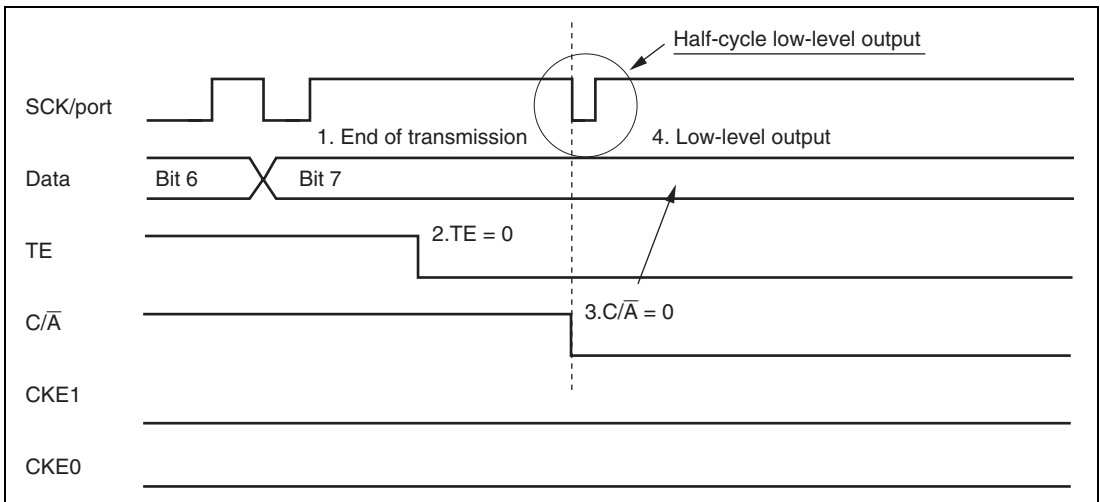 Half-cycle low-level output
SCK/port
1. End of transmission
4. Low-level output
Data
Bit 6
Bit 7
TE
2.TE = 0
C/A̅
3.C/A̅ = 0
CKE1
CKE0